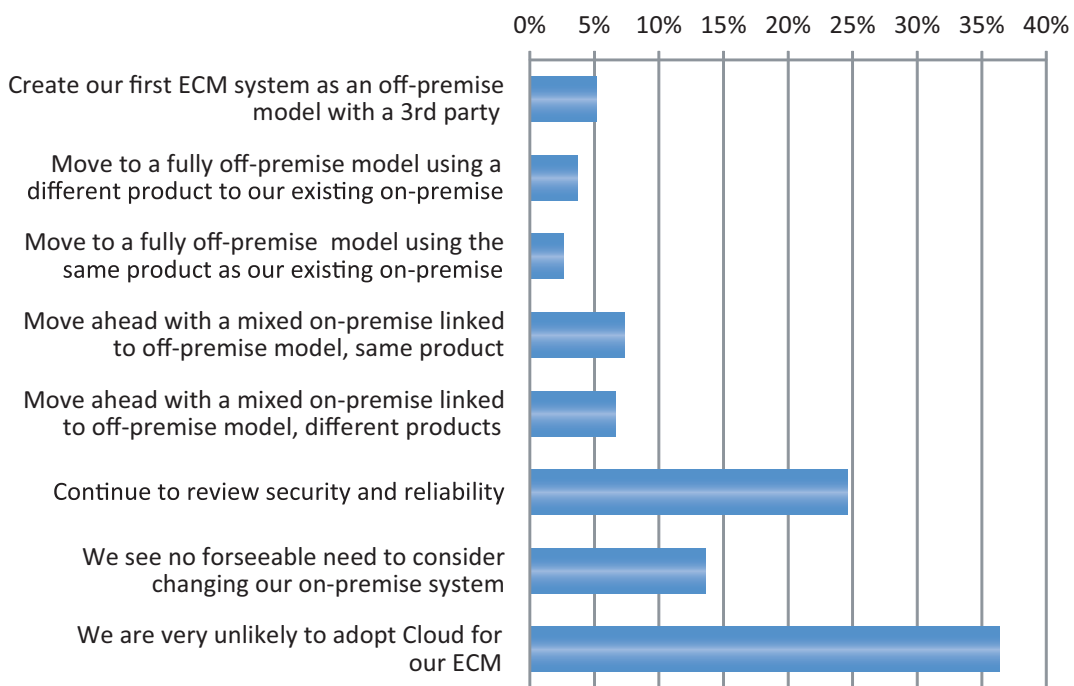 0% 5% 10% 15% 20% 25% 30% 35% 40%
Create our first ECM system as an off-premise
model with a 3rd party
Move to a fully off-premise model using a
different product to our existing on-premise
Move to a fully off-premise model using the
same product as our existing on-premise
Move ahead with a mixed on-premise linked
to off-premise model, same product
Move ahead with a mixed on-premise linked
to off-premise model, different products
Continue to review security and reliability
We see no forseeable need to consider
changing our on-premise system
We are very unlikely to adopt Cloud for
our ECM